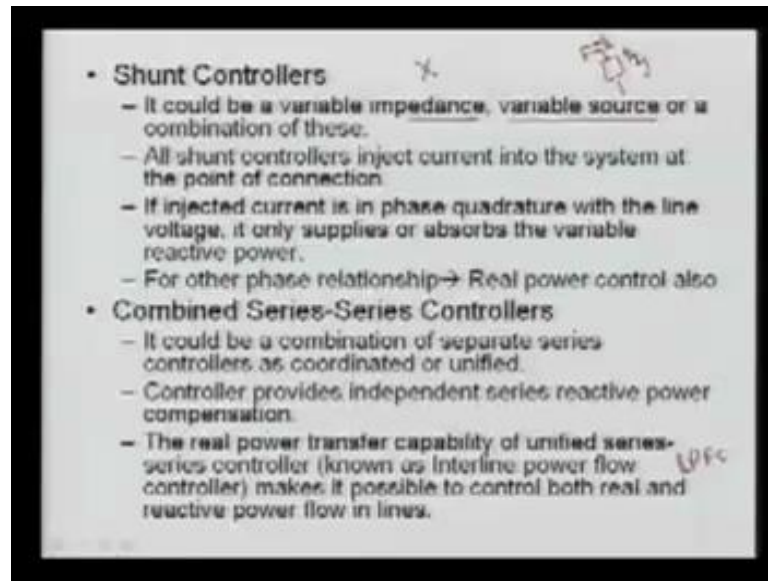 • Shunt Controllers
– It could be a variable impedance, variable source or a
combination of these.
– All shunt controllers inject current into the system at
the point of connection
– If injected current is in phase quadrature with the line
voltage, it only supplies or absorbs the variable
reactive power.
– For other phase relationship→ Real power control also
• Combined Series-Series Controllers
– It could be a combination of separate series
controllers as coordinated or unified.
– Controller provides independent series reactive power
compensation.
– The real power transfer capability of unified series-
series controller (known as Interline power flow
controller) makes it possible to control both real and
reactive power flow in lines.
IPFC